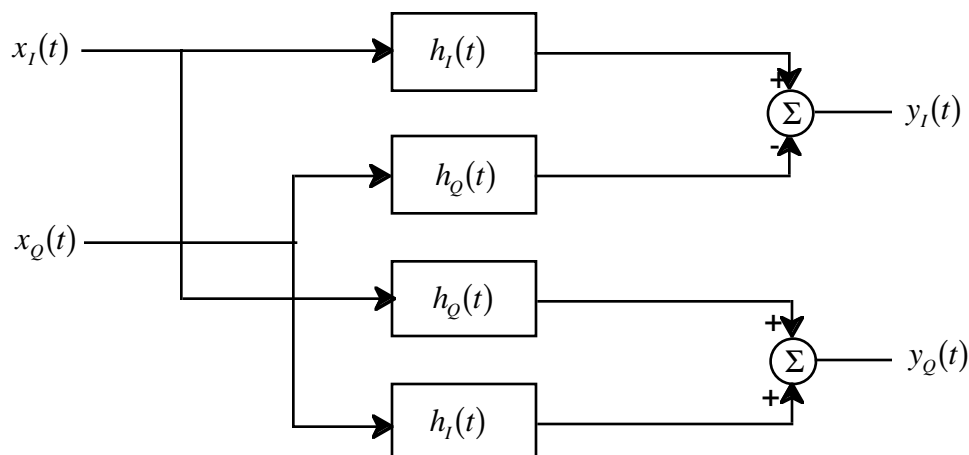 x_I(t)
h_I(t)
+
Σ
y_I(t)
-
h_Q(t)
x_Q(t)
h_Q(t)
+
Σ
y_Q(t)
+
h_I(t)